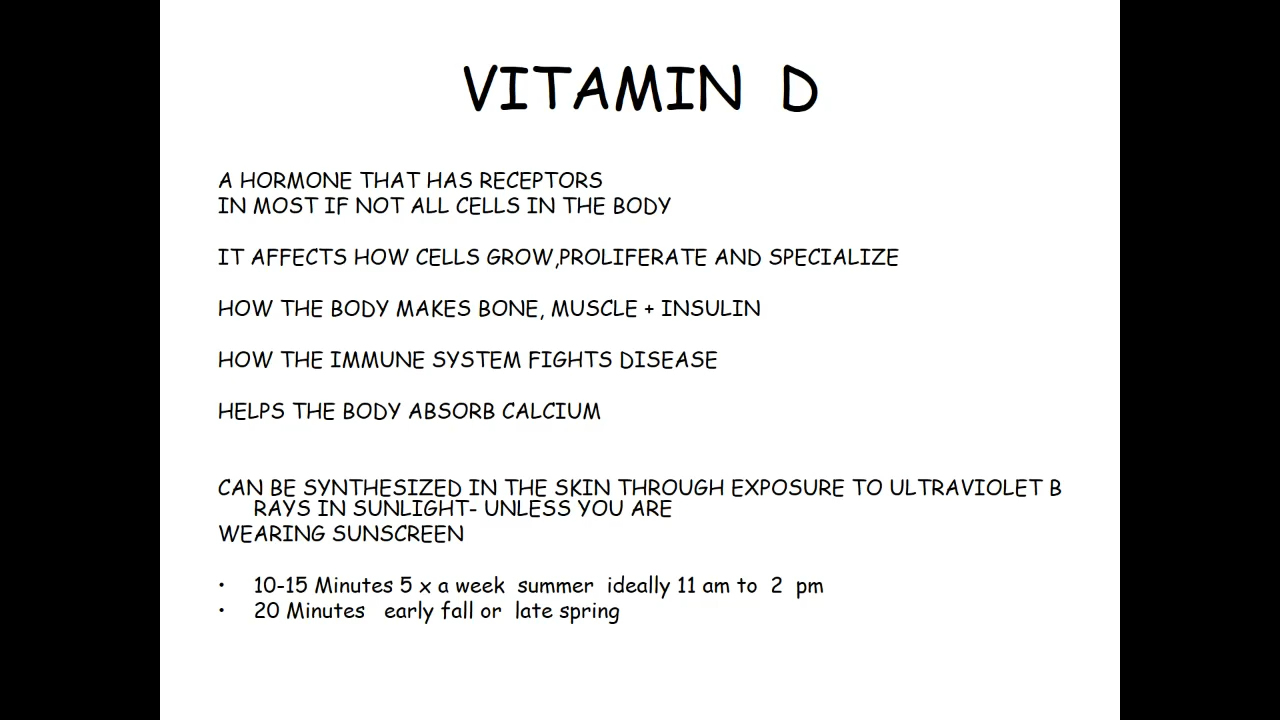 VITAMIN D
A HORMONE THAT HAS RECEPTORS
IN MOST IF NOT ALL CELLS IN THE BODY
IT AFFECTS HOW CELLS GROW,PROLIFERATE AND SPECIALIZE
HOW THE BODY MAKES BONE, MUSCLE + INSULIN
HOW THE IMMUNE SYSTEM FIGHTS DISEASE
HELPS THE BODY ABSORB CALCIUM
CAN BE SYNTHESIZED IN THE SKIN THROUGH EXPOSURE TO ULTRAVIOLET B
RAYS IN SUNLIGHT- UNLESS YOU ARE
WEARING SUNSCREEN
• 10-15 Minutes 5 x a week summer ideally 11 am to 2 pm
• 20 Minutes early fall or late spring